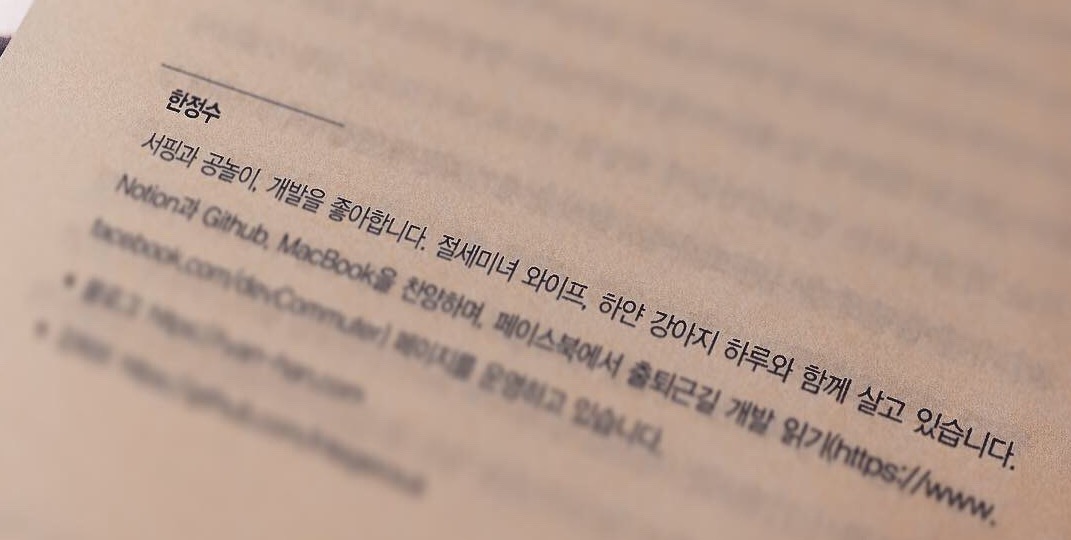 한정수
서핑과 공놀이, 개발을 좋아합니다. 절세미녀 와이프, 하얀 강아지 하루와 함께 살고 있습니다.
Notion과 Github, MacBook을 찬양하며, 페이스북에서 출퇴근길 개발 읽기(https://www.
facebook.com/devCommuter) 페이지를 운영하고 있습니다.
• 블로그